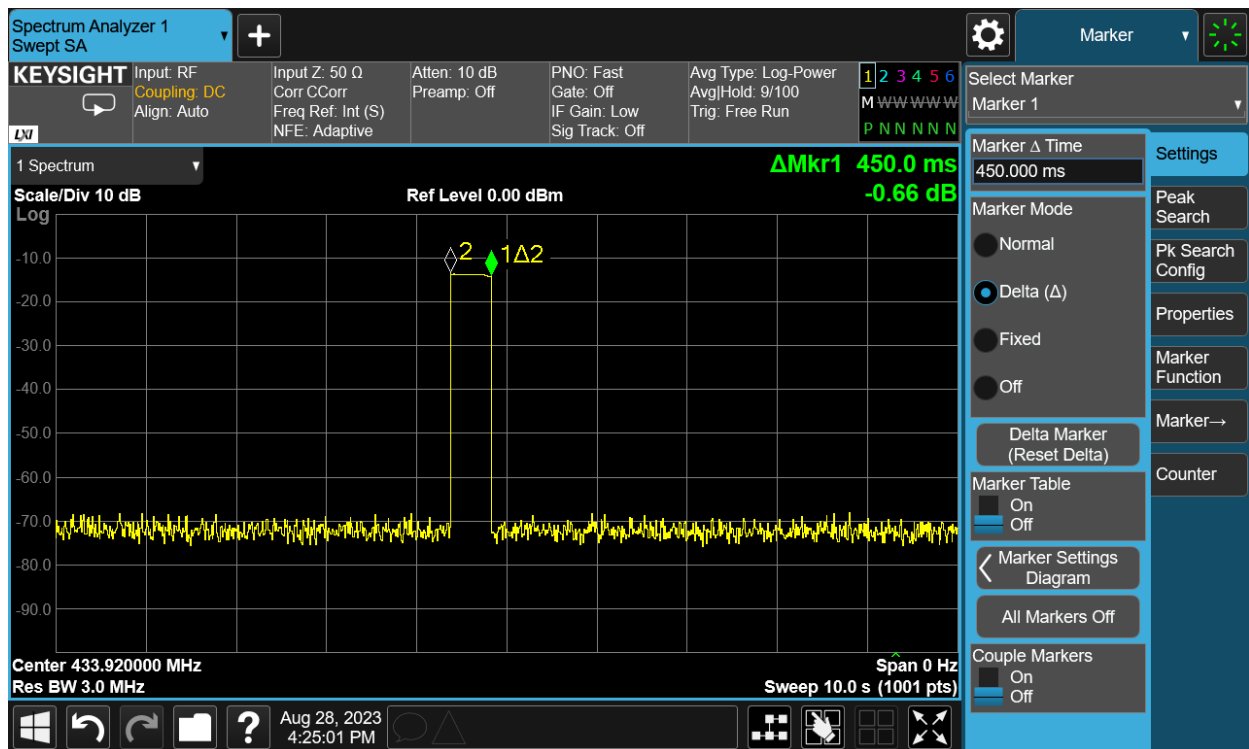 Spectrum Analyzer 1
Swept SA
+
Marker
KEYSIGHT
Input: RF
Coupling: DC
Align: Auto
Input Z: 50 Ω
Corr CCorr
Freq Ref: Int (S)
NFE: Adaptive
Atten: 10 dB
Preamp: Off
PNO: Fast
Gate: Off
IF Gain: Low
Sig Track: Off
Avg Type: Log-Power
Avg|Hold: 9/100
Trig: Free Run
1 2 3 4 5 6
M W W W W W
P N N N N N
LXI
Select Marker
Marker 1
1 Spectrum
ΔMkr1 450.0 ms
-0.66 dB
Scale/Div 10 dB
Ref Level 0.00 dBm
Log
-10.0
-20.0
-30.0
-40.0
-50.0
-60.0
-70.0
-80.0
-90.0
2
1Δ2
Center 433.920000 MHz
Res BW 3.0 MHz
Span 0 Hz
Sweep 10.0 s (1001 pts)
Marker Δ Time
450.000 ms
Marker Mode
Normal
Delta (Δ)
Fixed
Off
Delta Marker
(Reset Delta)
Marker Table
On
Off
Marker Settings
Diagram
All Markers Off
Couple Markers
On
Off
Settings
Peak
Search
Pk Search
Config
Properties
Marker
Function
Marker→
Counter
?
Aug 28, 2023
4:25:01 PM